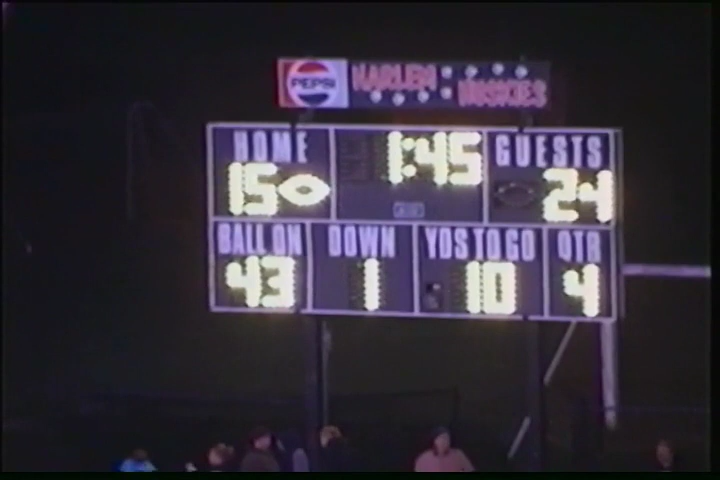 PEPSI HARLEM HUSKIES
HOME 1:45 GUESTS
15 24
BALL ON DOWN YDS TO GO QTR
43 1 10 4